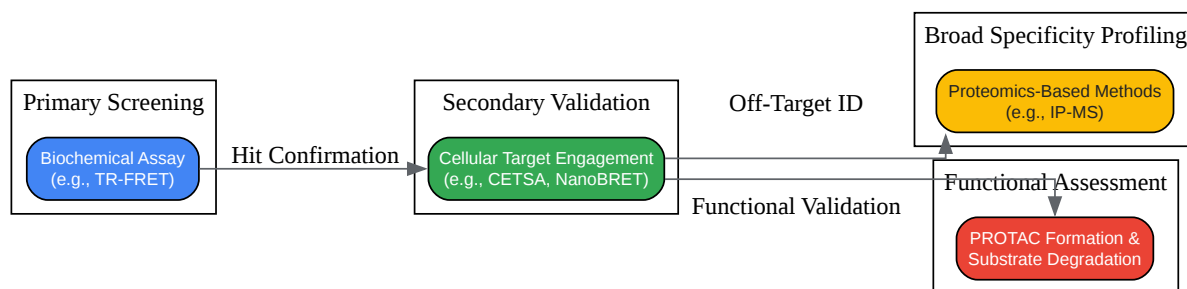 Primary Screening
Biochemical Assay
(e.g., TR-FRET)
Hit Confirmation
Secondary Validation
Cellular Target Engagement
(e.g., CETSA, NanoBRET)
Off-Target ID
Functional Validation
Broad Specificity Profiling
Proteomics-Based Methods
(e.g., IP-MS)
Functional Assessment
PROTAC Formation &
Substrate Degradation